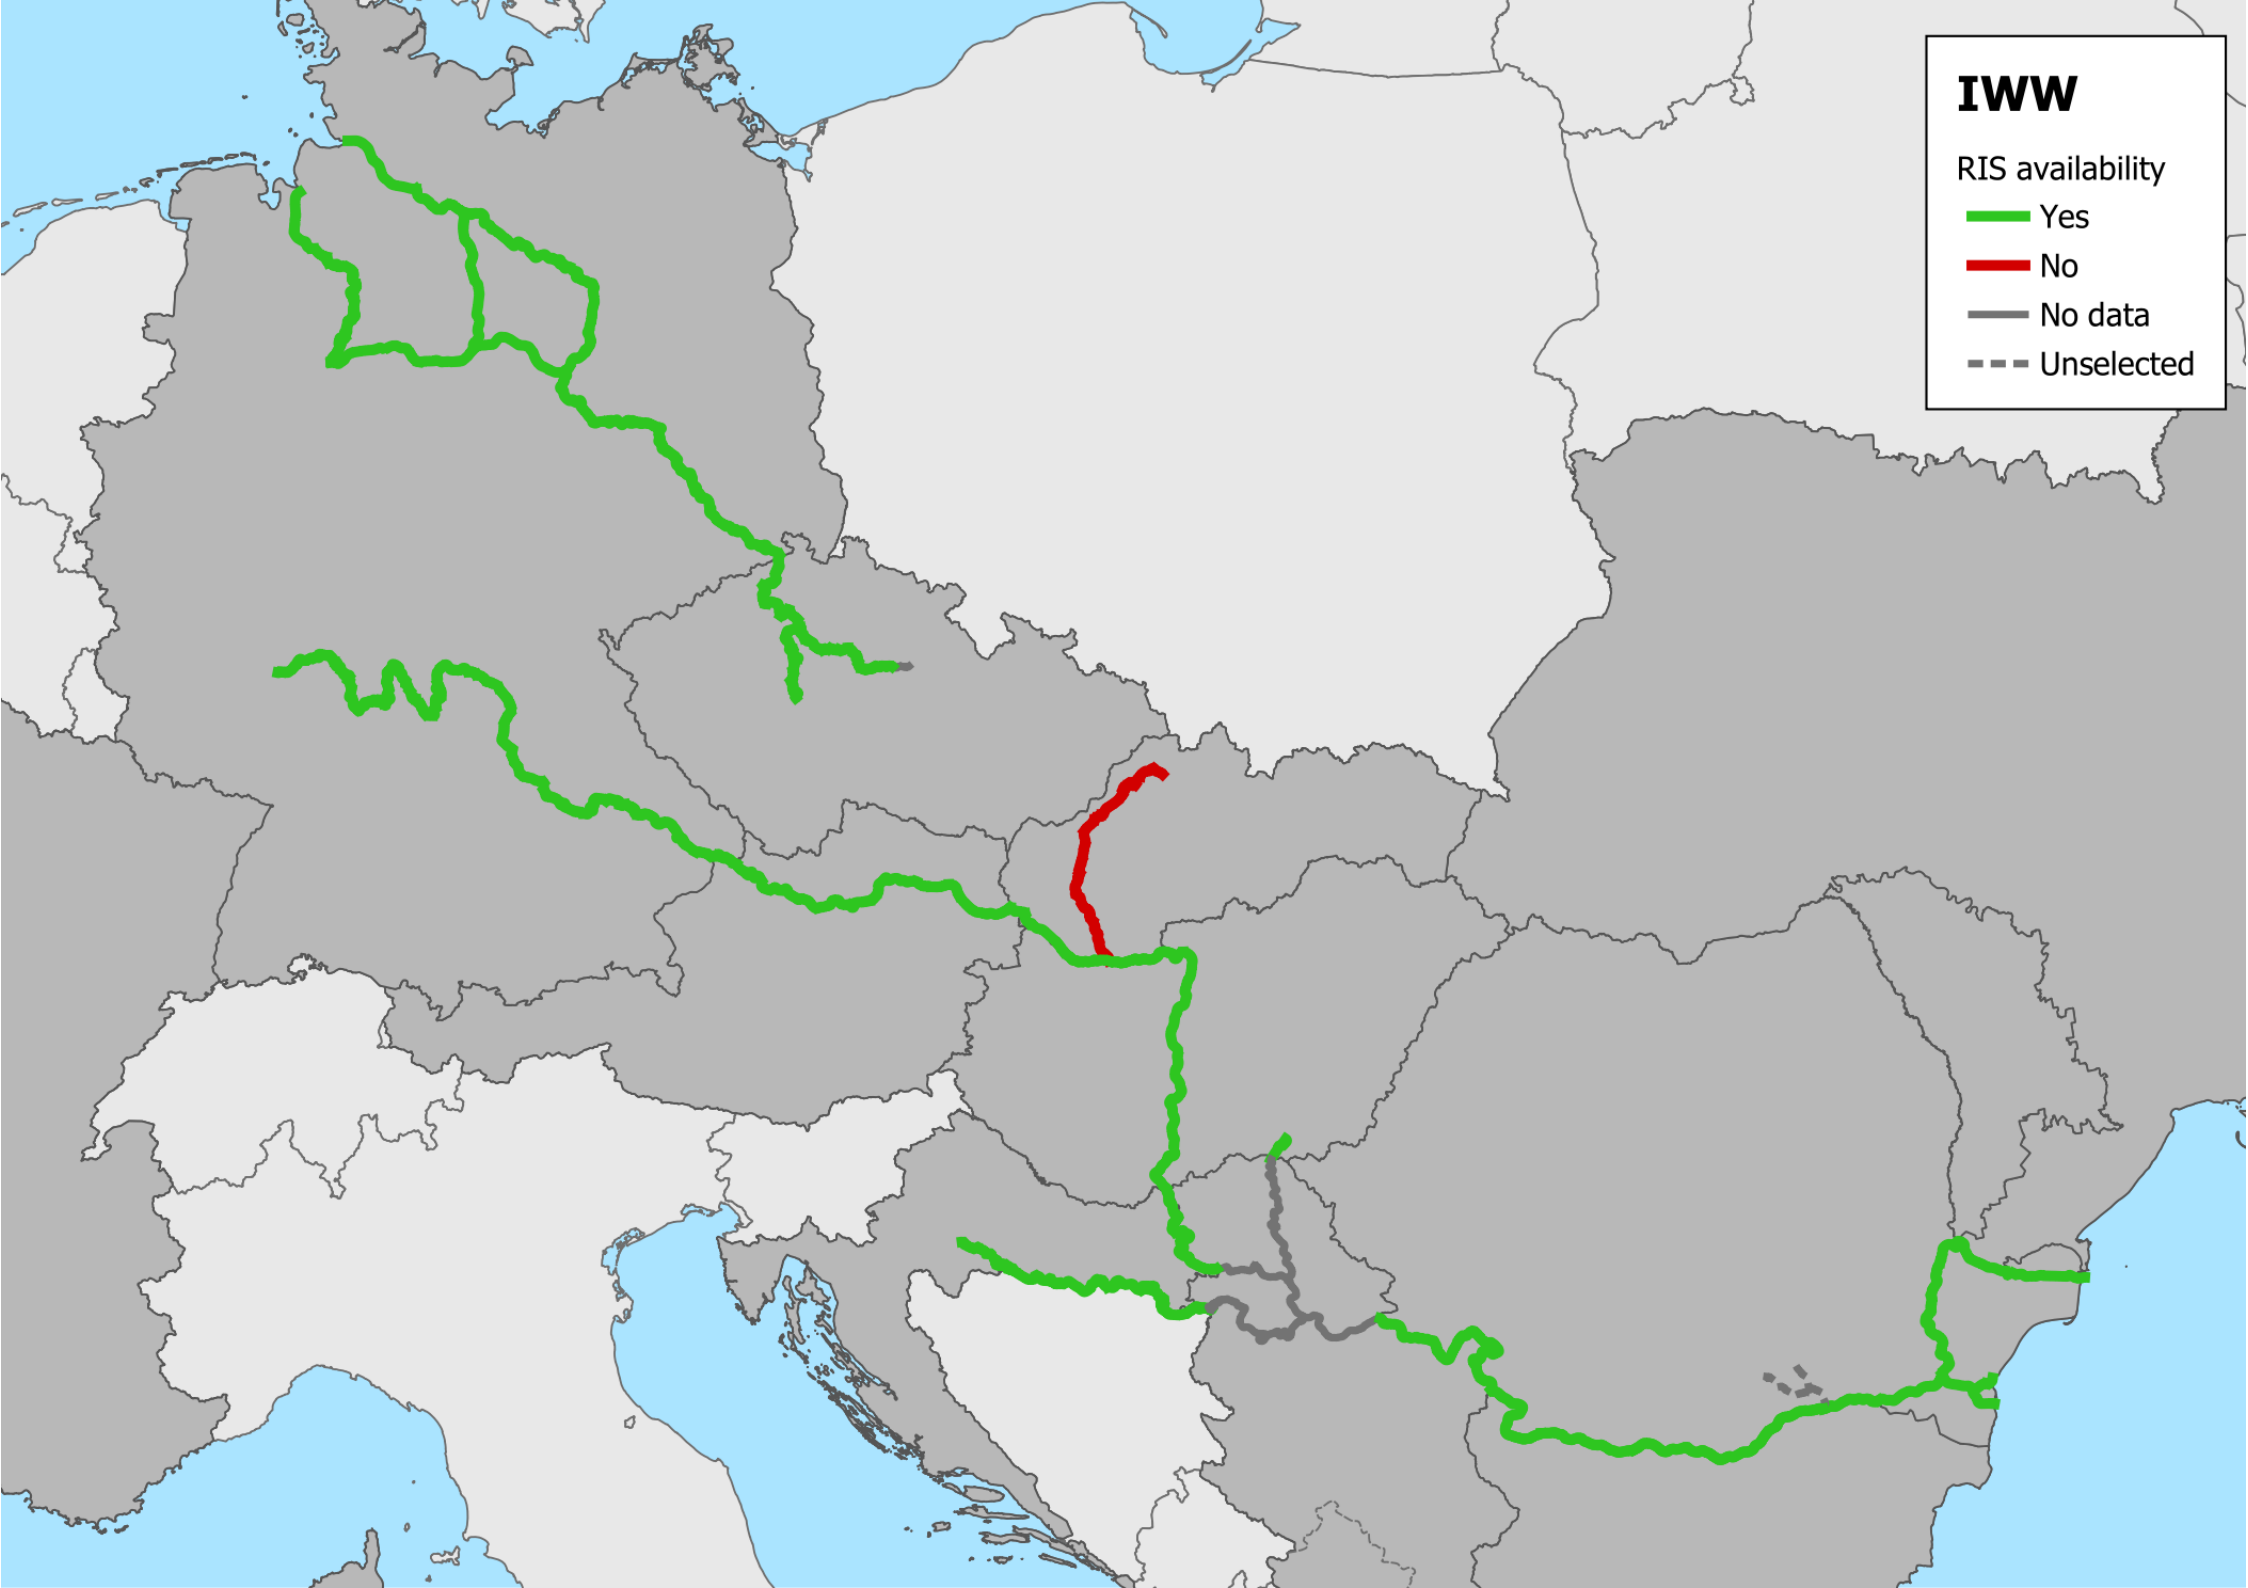 IWW
RIS availability
Yes
No
No data
Unselected